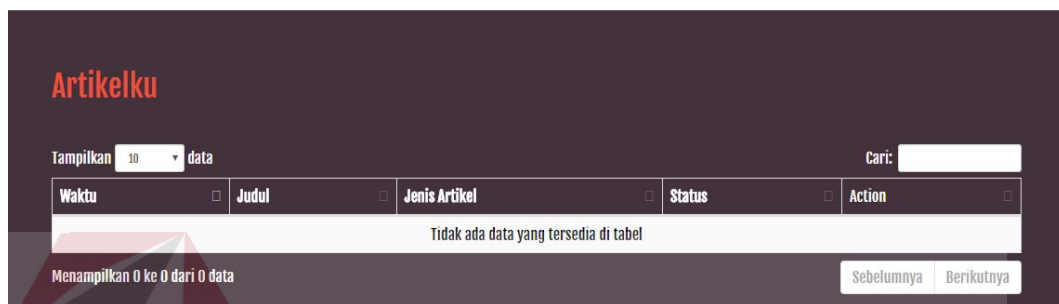 Artikelku
Tampilkan 10 data Cari:
Waktu Judul Jenis Artikel Status Action
Tidak ada data yang tersedia di tabel
Menampilkan 0 ke 0 dari 0 data Sebelumnya Berikutnya